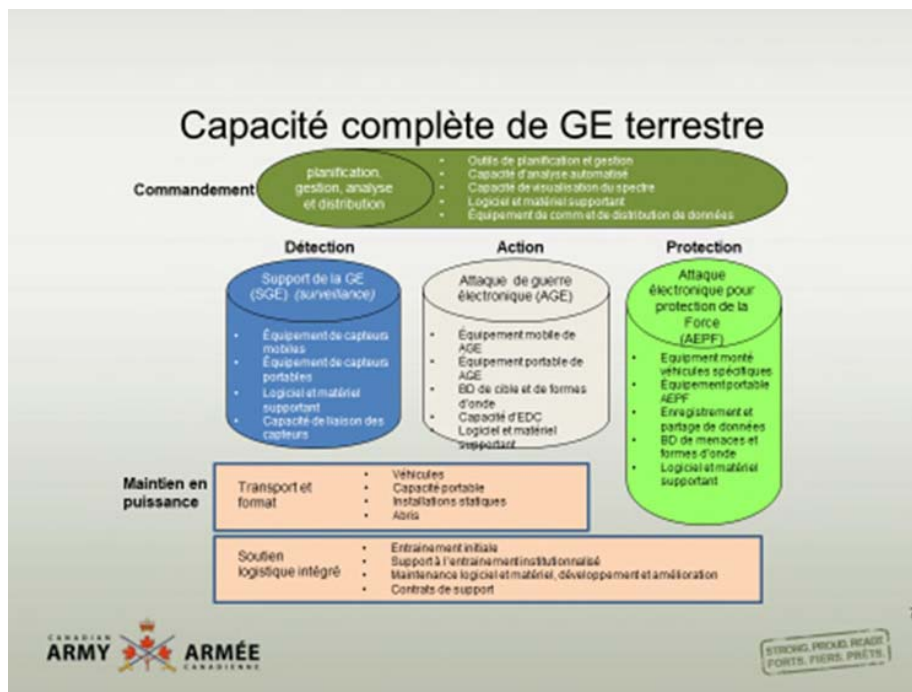 Capacité complète de GE terrestre
Commandement
planification,
gestion, analyse
et distribution
• Outils de planification et gestion
• Capacité d'analyse automatisé
• Capacité de visualisation du spectre
• Logiciel et matériel supportant
• Équipement de comm et de distribution de données
Détection
Support de la GE
(SGE) (surveillance)
• Équipement de capteurs
mobiles
• Équipement de capteurs
portables
• Logiciel et matériel
supportant
• Capacité de liaison des
capteurs
Action
Attaque de guerre
électronique (AGE)
• Équipement mobile de
AGE
• Équipement portable de
AGE
• BD de cible et de formes
d'onde
• Capacité d'EDC
• Logiciel et matériel
supportant
Protection
Attaque
électronique pour
protection de la
Force
(AEPF)
• Equipment monté
véhicules spécifiques
• Équipement portable
AEPF
• Enregistrement et
partage de données
• BD de menaces et
formes d'onde
• Logiciel et matériel
supportant
Maintien en
puissance
Transport et
format
• Véhicules
• Capacité portable
• Installations statiques
• Abris
Soutien
logistique intégré
• Entrainement initiale
• Support à l'entrainement institutionnalisé
• Maintenance logiciel et matériel, développement et amélioration
• Contrats de support
CANADIAN
ARMY ARMÉE
CANADIENNE
STRONG. PROUD. READY.
FORTS. FIERS. PRÊTS.